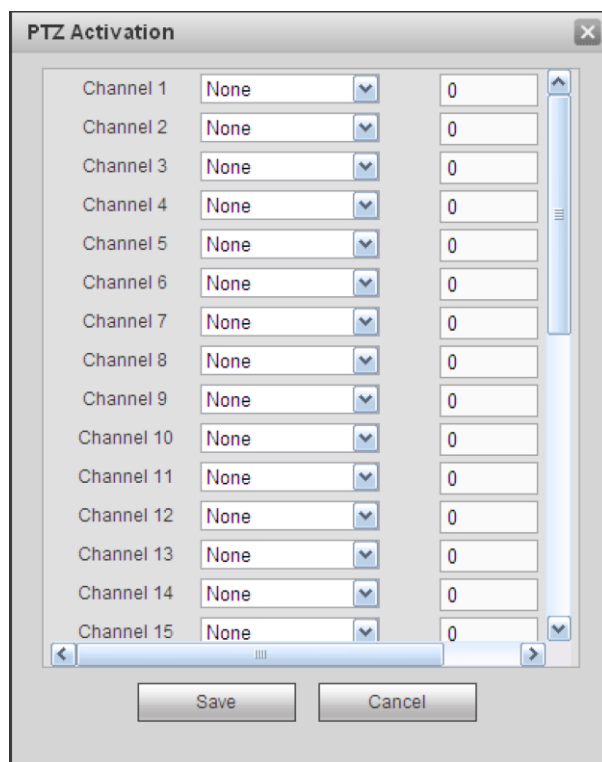 PTZ Activation
Channel 1 None 0
Channel 2 None 0
Channel 3 None 0
Channel 4 None 0
Channel 5 None 0
Channel 6 None 0
Channel 7 None 0
Channel 8 None 0
Channel 9 None 0
Channel 10 None 0
Channel 11 None 0
Channel 12 None 0
Channel 13 None 0
Channel 14 None 0
Channel 15 None 0
Save Cancel